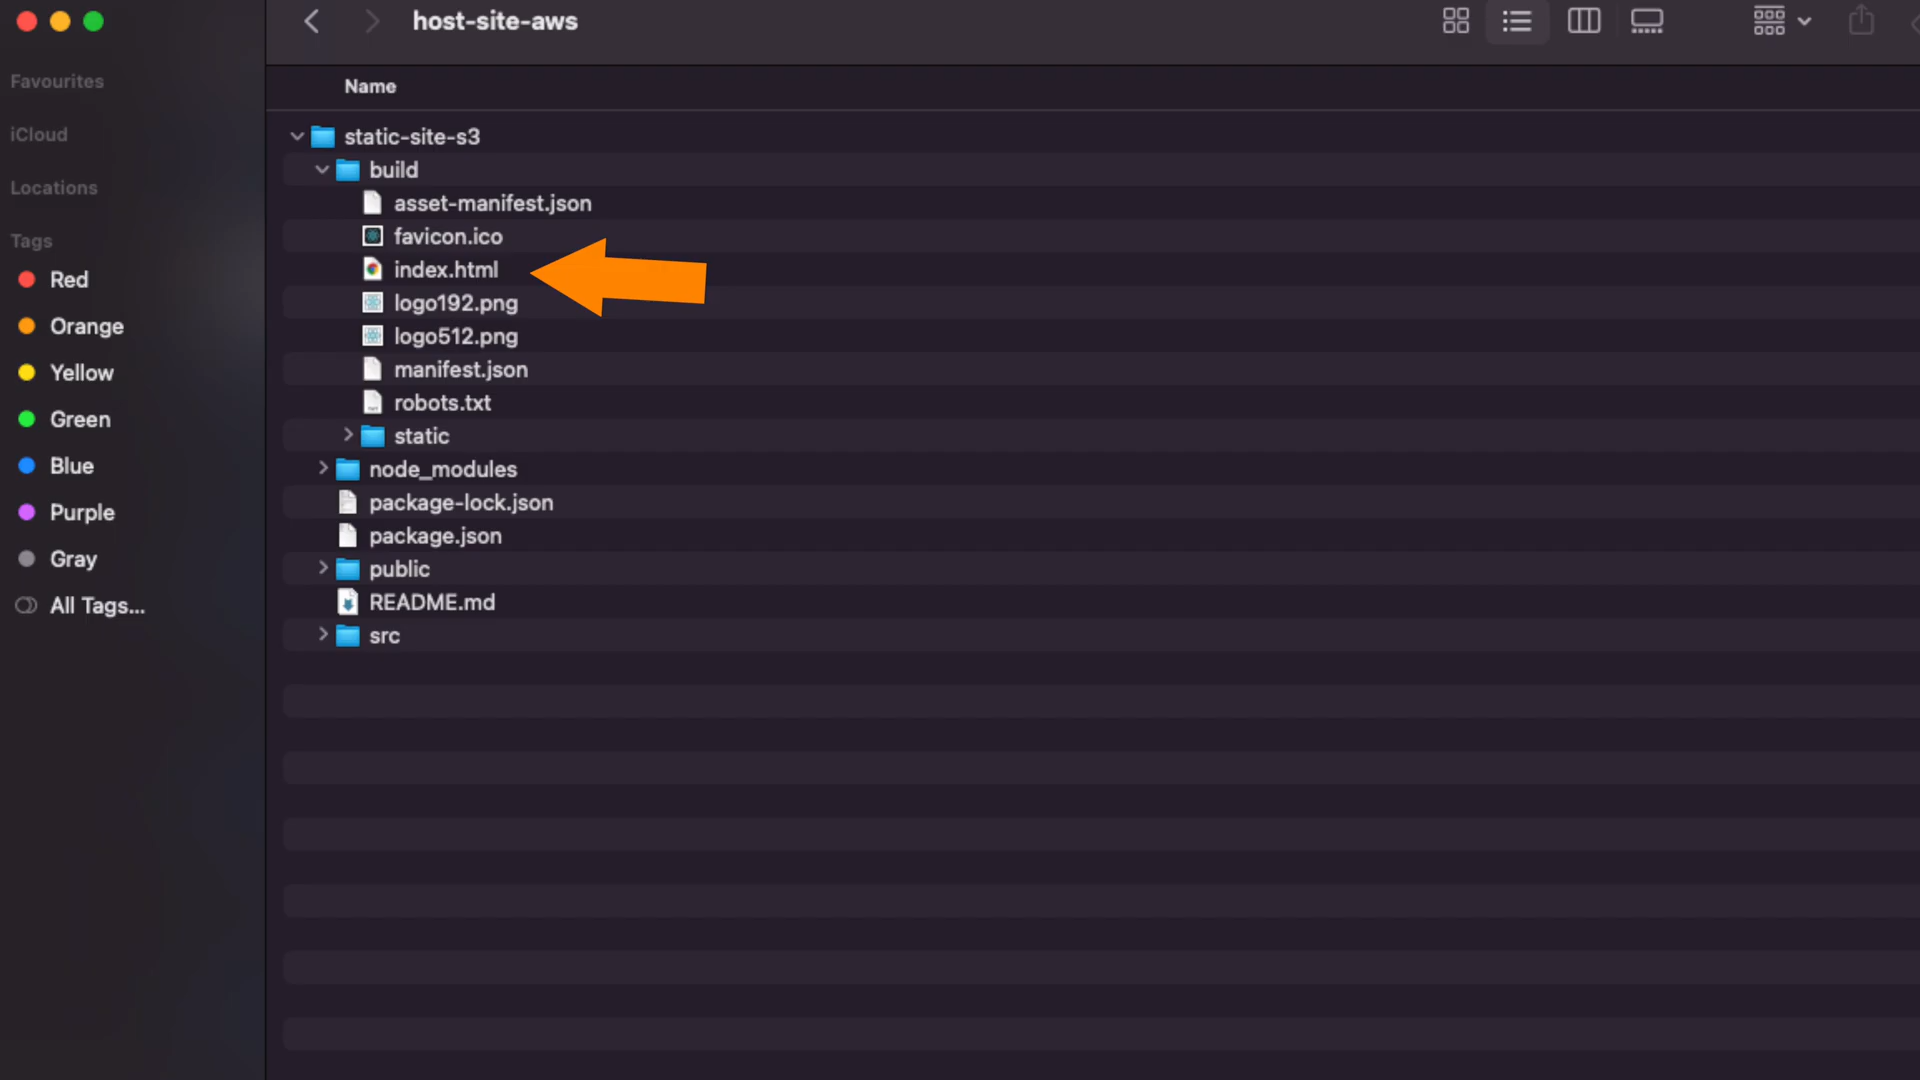 host-site-aws
Favourites
iCloud
Locations
Tags
Red
Orange
Yellow
Green
Blue
Purple
Gray
All Tags...
Name
static-site-s3
build
asset-manifest.json
favicon.ico
index.html
logo192.png
logo512.png
manifest.json
robots.txt
static
node_modules
package-lock.json
package.json
public
README.md
src